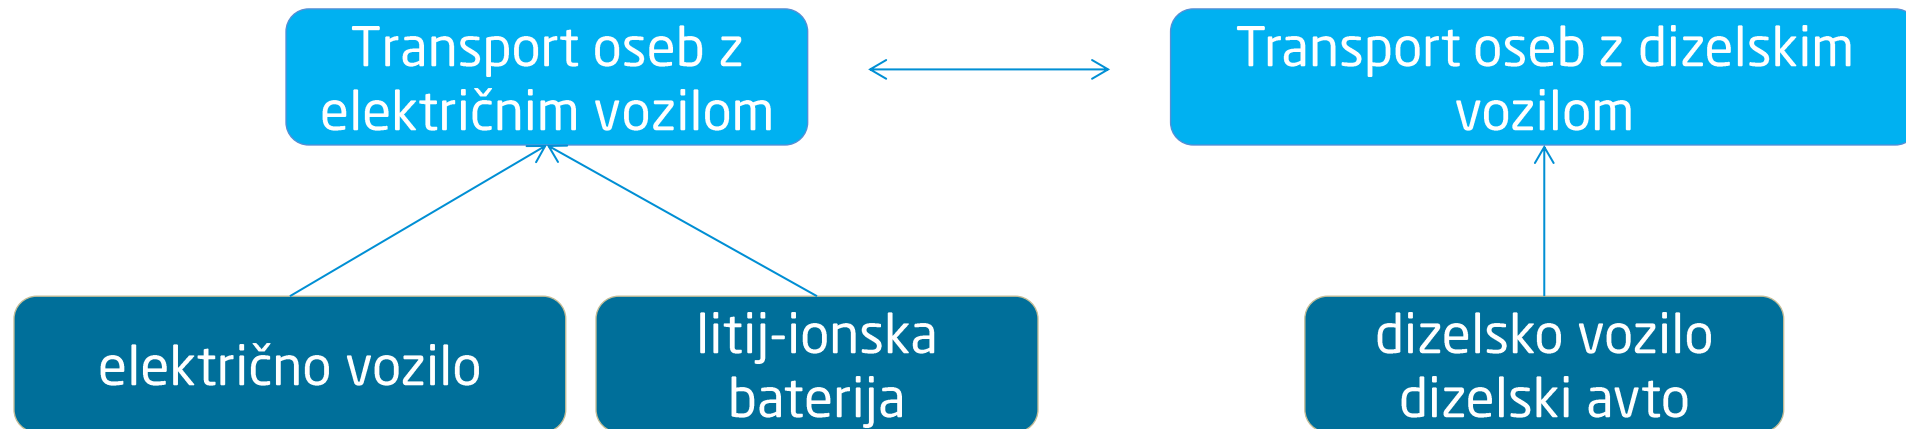 Transport oseb z
električnim vozilom
Transport oseb z dizelskim
vozilom
električno vozilo
litij-ionska
baterija
dizelsko vozilo
dizelski avto